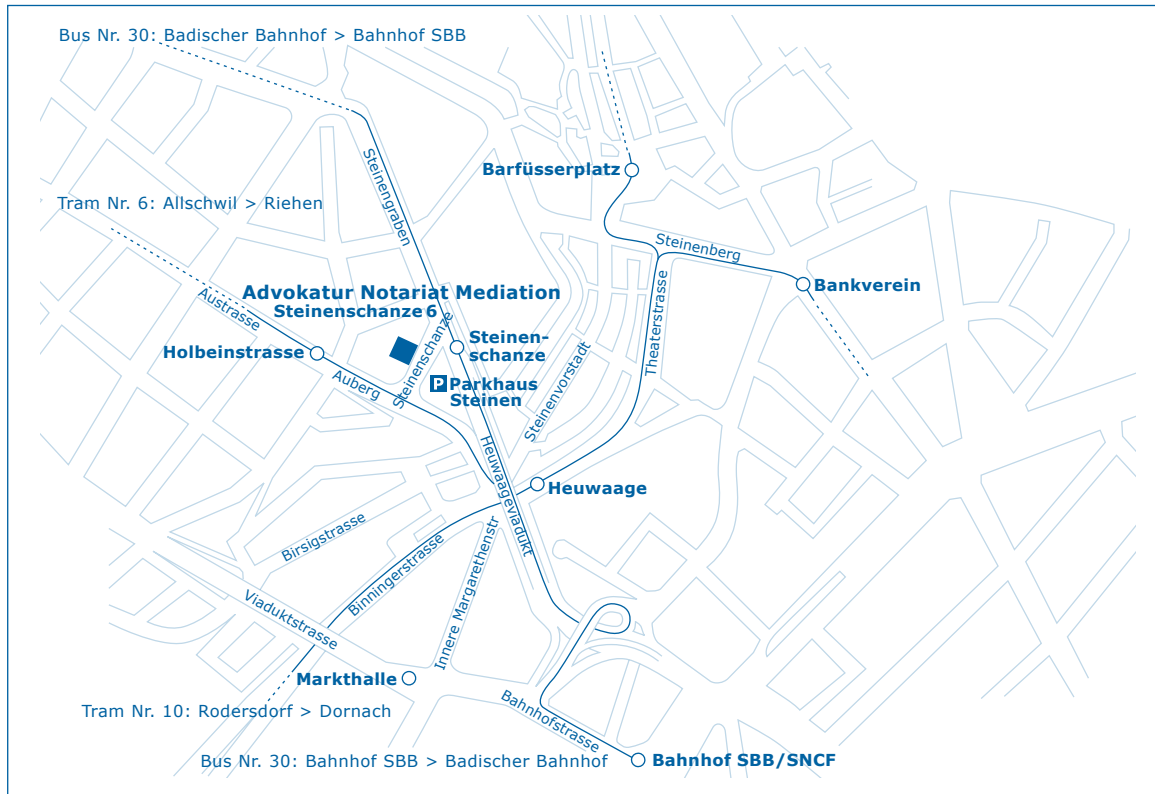 Bus Nr. 30: Badischer Bahnhof > Bahnhof SBB
Steinengraben
Barfüsserplatz
Tram Nr. 6: Allschwil > Riehen
Steinenberg
Bankverein
Theaterstrasse
Advokatur Notariat Mediation
Steinenschanze 6
Austrasse
Holbeinstrasse
Auberg
Steinenschanze
Steinen-
schanze
P Parkhaus
Steinen
Steinenvorstadt
Heuwaageviadukt
Heuwaage
Birsigstrasse
Binningerstrasse
Innere Margarethenstr
Viaduktstrasse
Markthalle
Tram Nr. 10: Rodersdorf > Dornach
Bahnhofstrasse
Bus Nr. 30: Bahnhof SBB > Badischer Bahnhof
Bahnhof SBB/SNCF